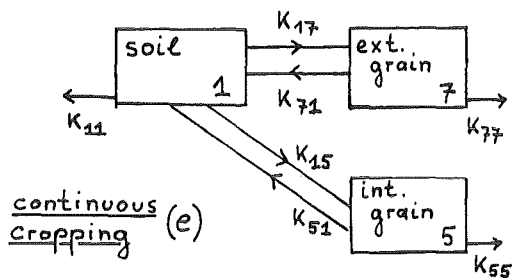 K17
soil
1
ext.
grain
7
K71
K11
K77
K15
K51
int.
grain
5
K55
continuous
cropping (e)